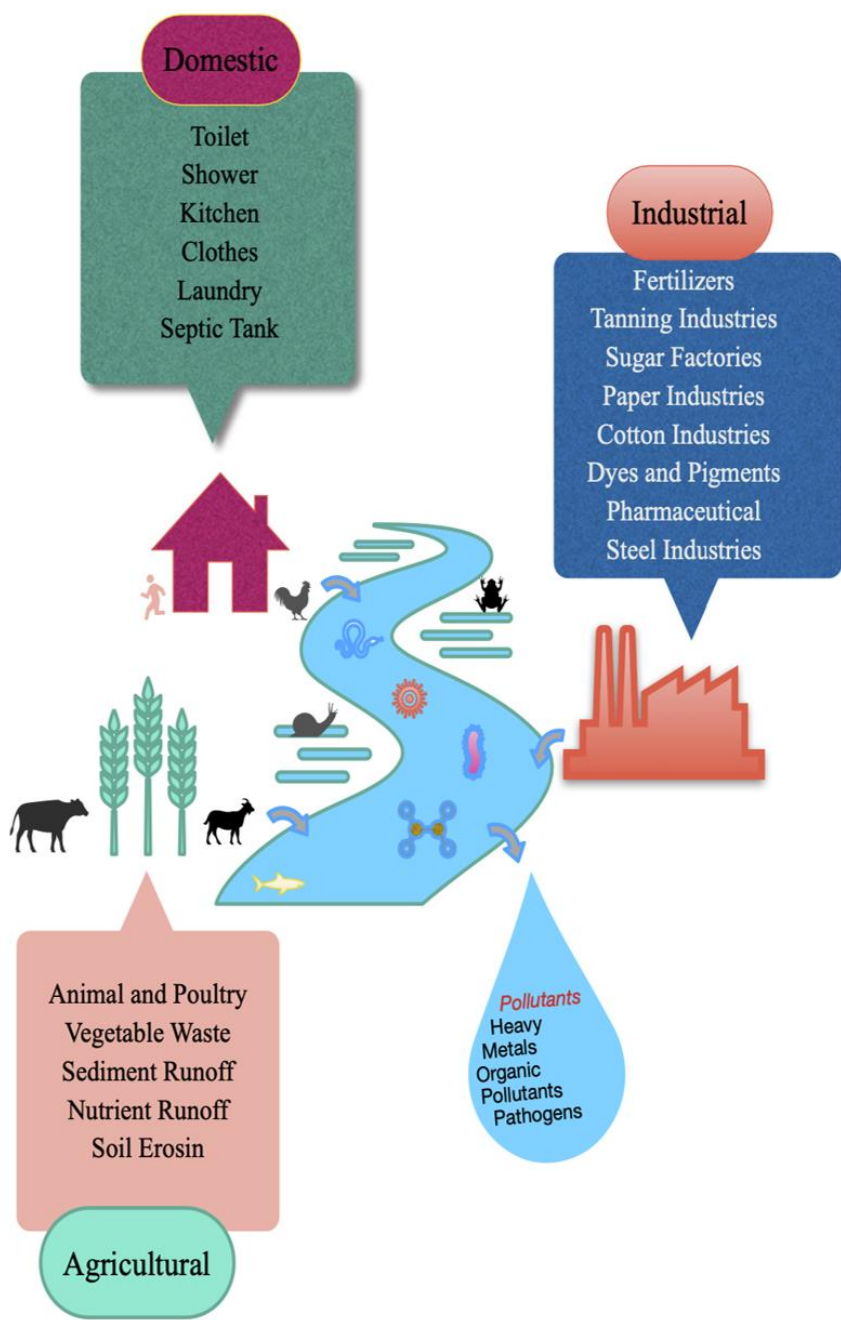 Domestic
Toilet
Shower
Kitchen
Clothes
Laundry
Septic Tank
Industrial
Fertilizers
Tanning Industries
Sugar Factories
Paper Industries
Cotton Industries
Dyes and Pigments
Pharmaceutical
Steel Industries
Animal and Poultry
Vegetable Waste
Sediment Runoff
Nutrient Runoff
Soil Erosin
Agricultural
Pollutants
Heavy
Metals
Organic
Pollutants
Pathogens